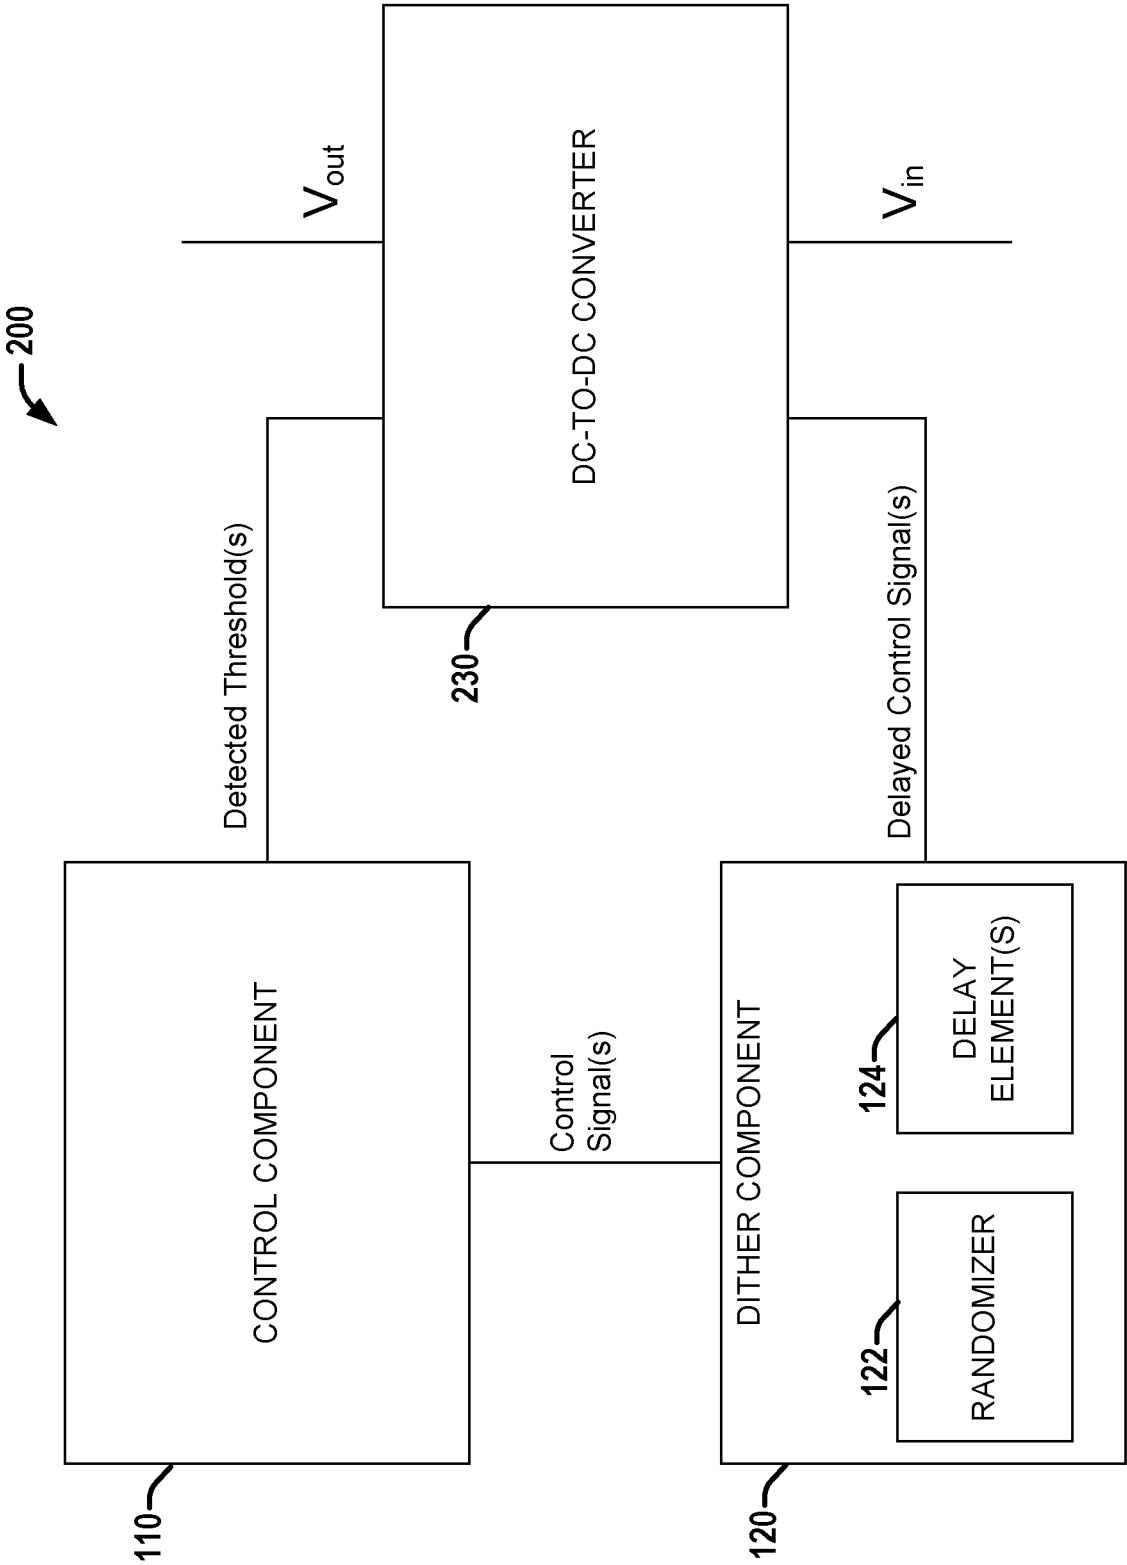 200
110
CONTROL COMPONENT
Detected Threshold(s)
Vout
Control
Signal(s)
230
DC-TO-DC CONVERTER
120
DITHER COMPONENT
122
RANDOMIZER
124
DELAY
ELEMENT(S)
Delayed Control Signal(s)
Vin